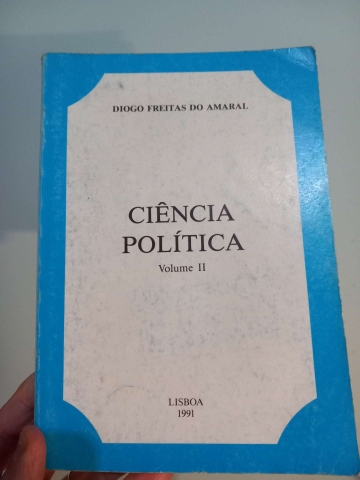 DIOGO FREITAS DO AMARAL
CIÊNCIA
POLÍTICA
Volume II
LISBOA
1991